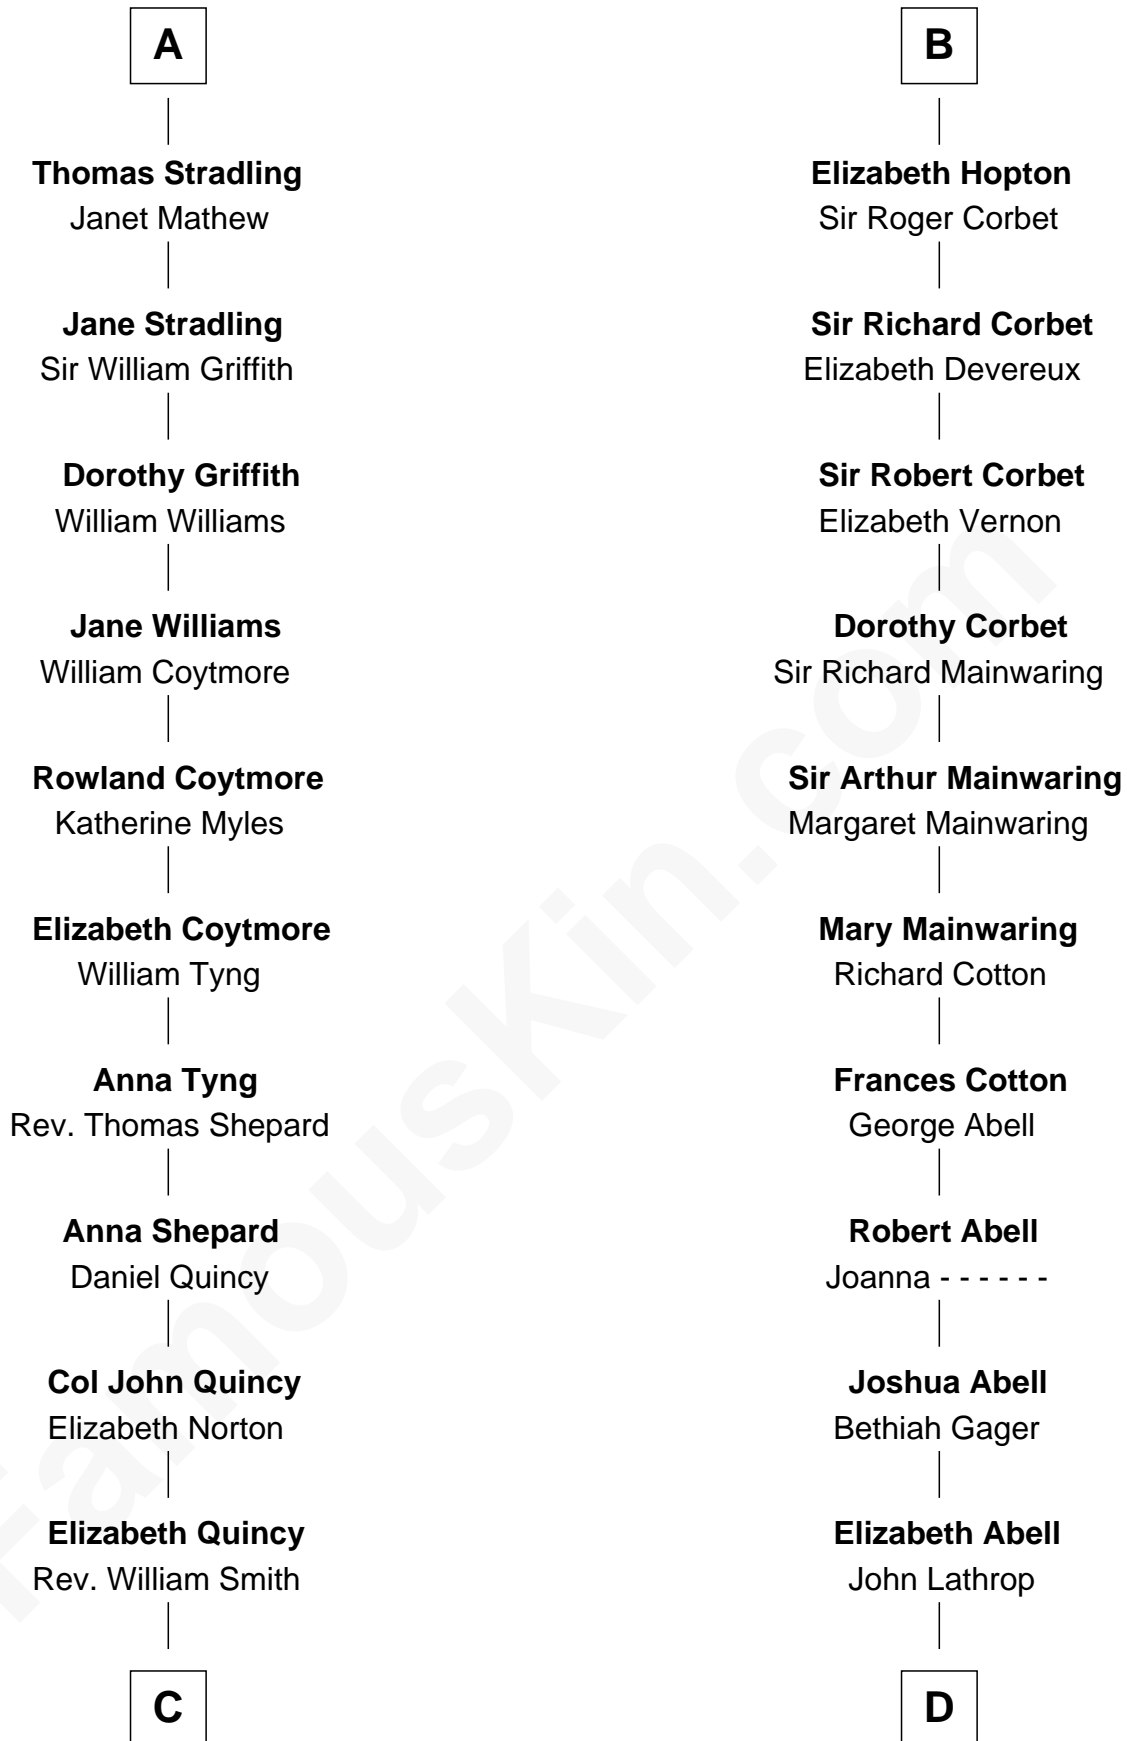 A
Thomas Stradling
Janet Mathew
Jane Stradling
Sir William Griffith
Dorothy Griffith
William Williams
Jane Williams
William Coytmore
Rowland Coytmore
Katherine Myles
Elizabeth Coytmore
William Tyng
Anna Tyng
Rev. Thomas Shepard
Anna Shepard
Daniel Quincy
Col John Quincy
Elizabeth Norton
Elizabeth Quincy
Rev. William Smith
C
B
Elizabeth Hopton
Sir Roger Corbet
Sir Richard Corbet
Elizabeth Devereux
Sir Robert Corbet
Elizabeth Vernon
Dorothy Corbet
Sir Richard Mainwaring
Sir Arthur Mainwaring
Margaret Mainwaring
Mary Mainwaring
Richard Cotton
Frances Cotton
George Abell
Robert Abell
Joanna - - - - - -
Joshua Abell
Bethiah Gager
Elizabeth Abell
John Lathrop
D
FamousKin.com